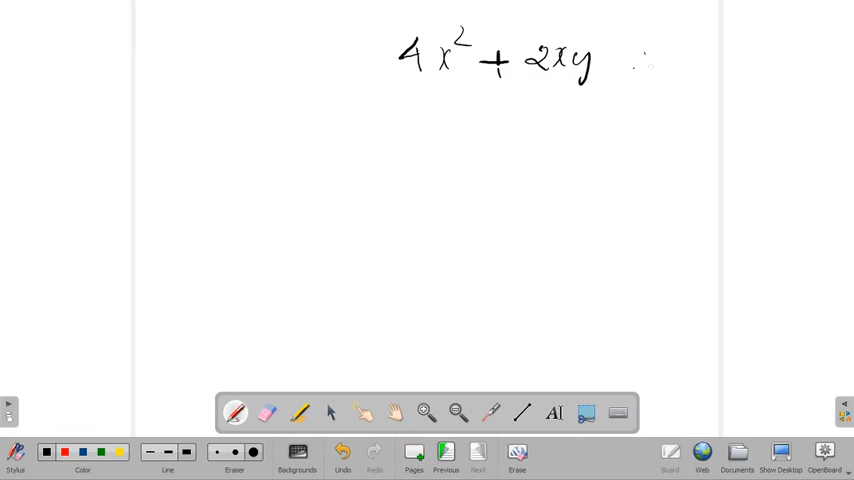 4x² + 2xy
AI
Stylus
Color
Line
Eraser
Backgrounds
Undo
Redo
Pages
Previous
Next
Erase
Board
Web
Documents
Show Desktop
OpenBoard